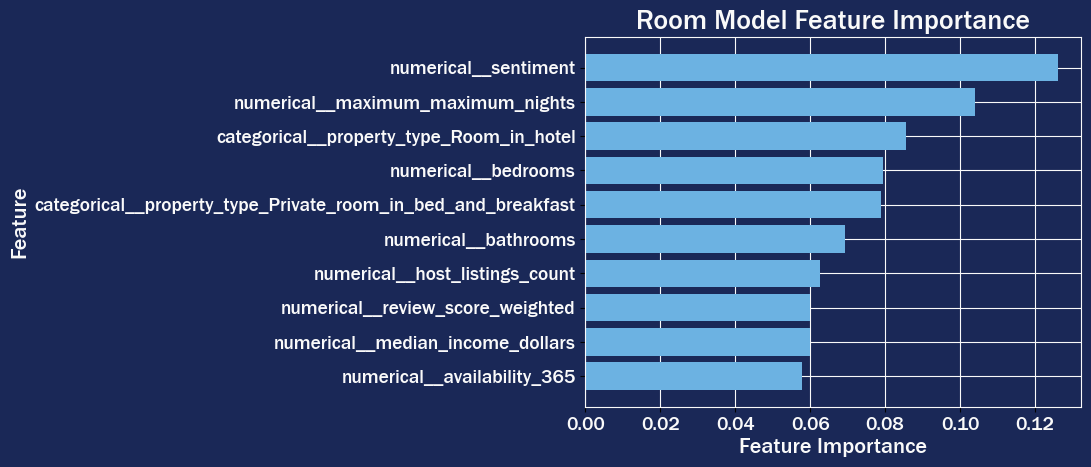 Room Model Feature Importance
numerical__sentiment
numerical__maximum_maximum_nights
categorical__property_type_Room_in_hotel
numerical__bedrooms
categorical__property_type_Private_room_in_bed_and_breakfast
numerical__bathrooms
numerical__host_listings_count
numerical__review_score_weighted
numerical__median_income_dollars
numerical__availability_365
Feature
0.00 0.02 0.04 0.06 0.08 0.10 0.12
Feature Importance